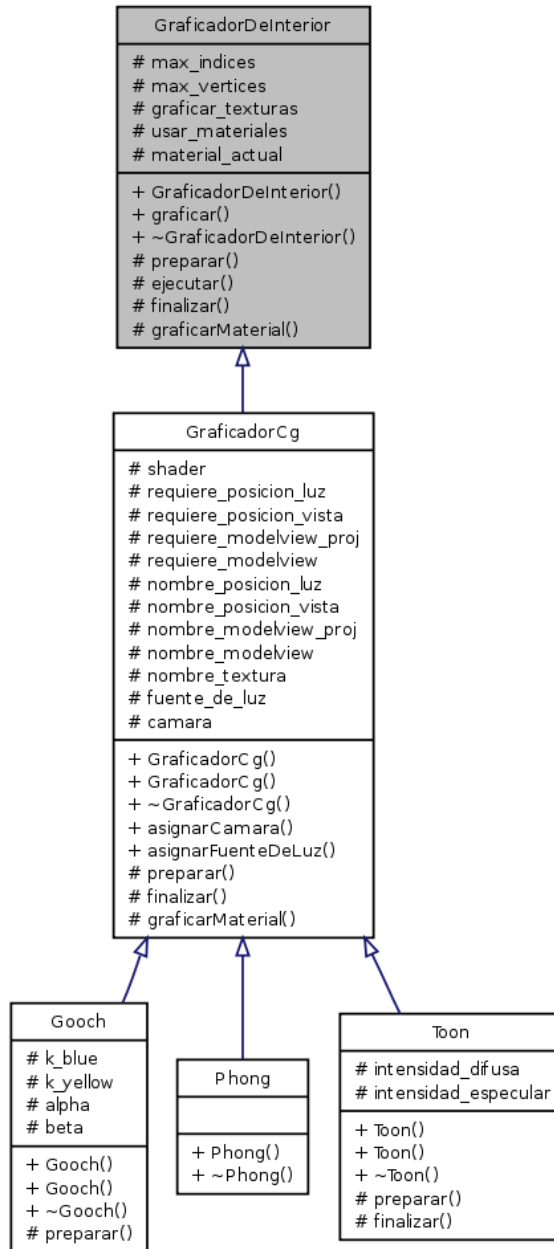 GraficadorDeInterior
# max_indices
# max_vertices
# graficar_texturas
# usar_materiales
# material_actual
+ GraficadorDeInterior()
+ graficar()
+ ~GraficadorDeInterior()
# preparar()
# ejecutar()
# finalizar()
# graficarMaterial()
GraficadorCg
# shader
# requiere_posicion_luz
# requiere_posicion_vista
# requiere_modelview_proj
# requiere_modelview
# nombre_posicion_luz
# nombre_posicion_vista
# nombre_modelview_proj
# nombre_modelview
# nombre_textura
# fuente_de_luz
# camara
+ GraficadorCg()
+ GraficadorCg()
+ ~GraficadorCg()
+ asignarCamara()
+ asignarFuenteDeLuz()
# preparar()
# finalizar()
# graficarMaterial()
Gooch
# k_blue
# k_yellow
# alpha
# beta
+ Gooch()
+ Gooch()
+ ~Gooch()
# preparar()
Phong
+ Phong()
+ ~Phong()
Toon
# intensidad_difusa
# intensidad_especular
+ Toon()
+ Toon()
+ ~Toon()
# preparar()
# finalizar()